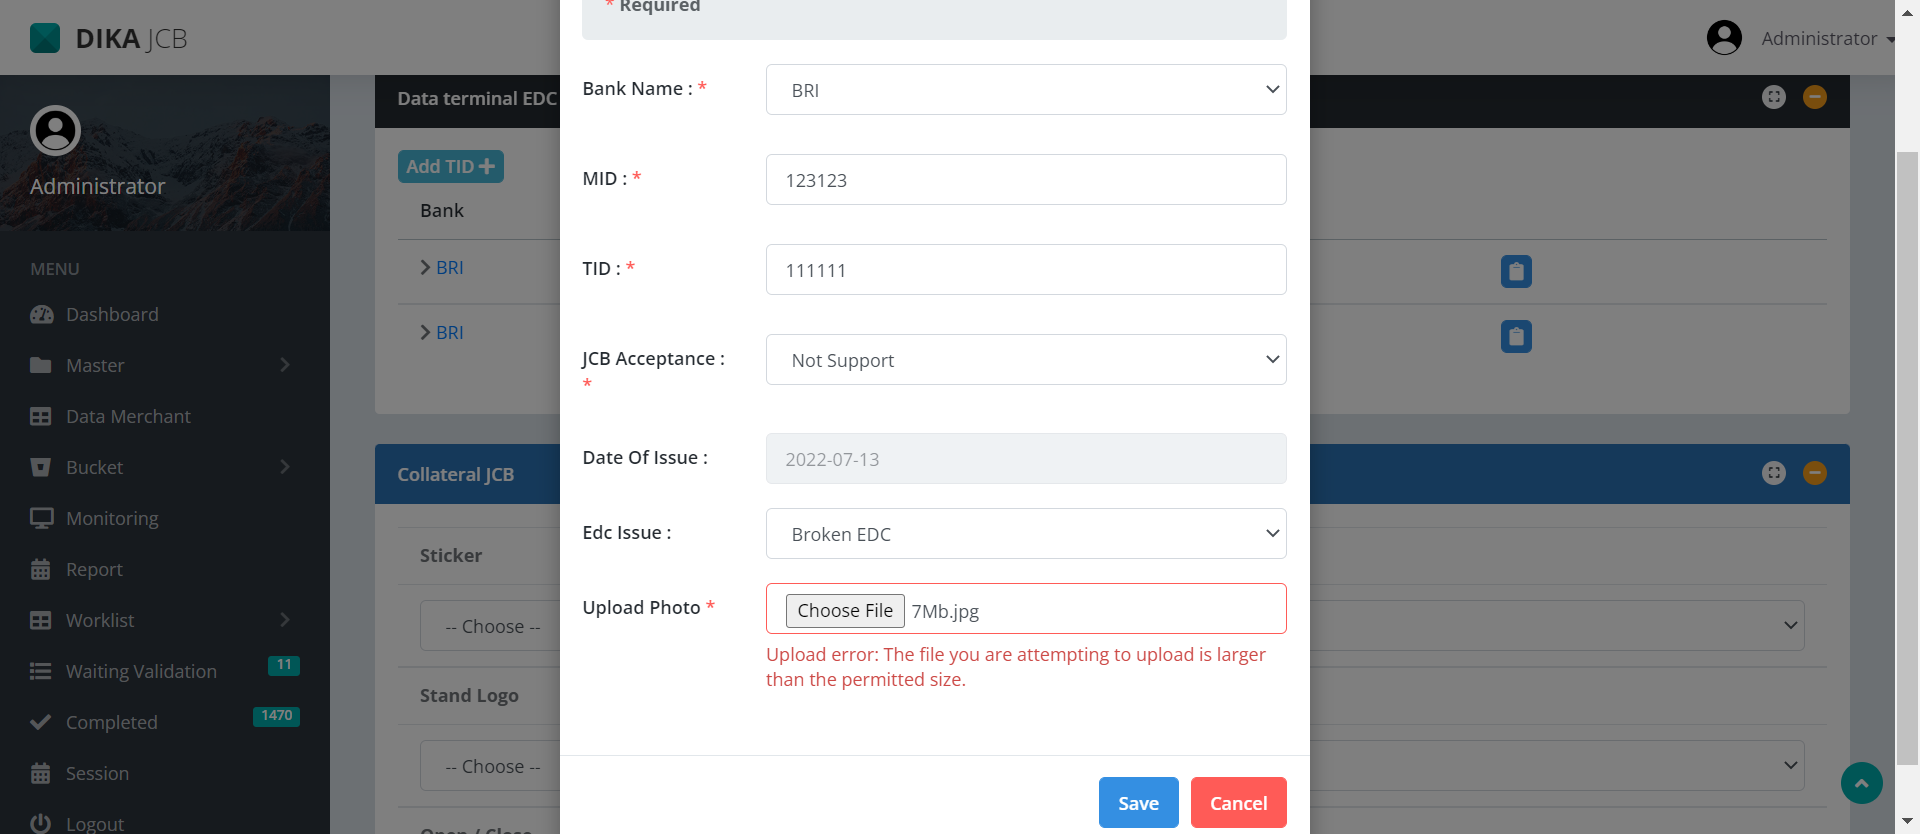 DIKA JCB
Administrator
Administrator
MENU
Dashboard
Master
Data Merchant
Bucket
Monitoring
Report
Worklist
Waiting Validation 11
Completed 1470
Session
Logout
Data terminal EDC
Add TID
Bank
BRI
BRI
Collateral JCB
Sticker
-- Choose --
Stand Logo
-- Choose --
Open / Close
* Required
Bank Name : *
BRI
MID : *
123123
TID : *
111111
JCB Acceptance :
*
Not Support
Date Of Issue :
2022-07-13
Edc Issue :
Broken EDC
Upload Photo *
Choose File 7Mb.jpg
Upload error: The file you are attempting to upload is larger
than the permitted size.
Save
Cancel